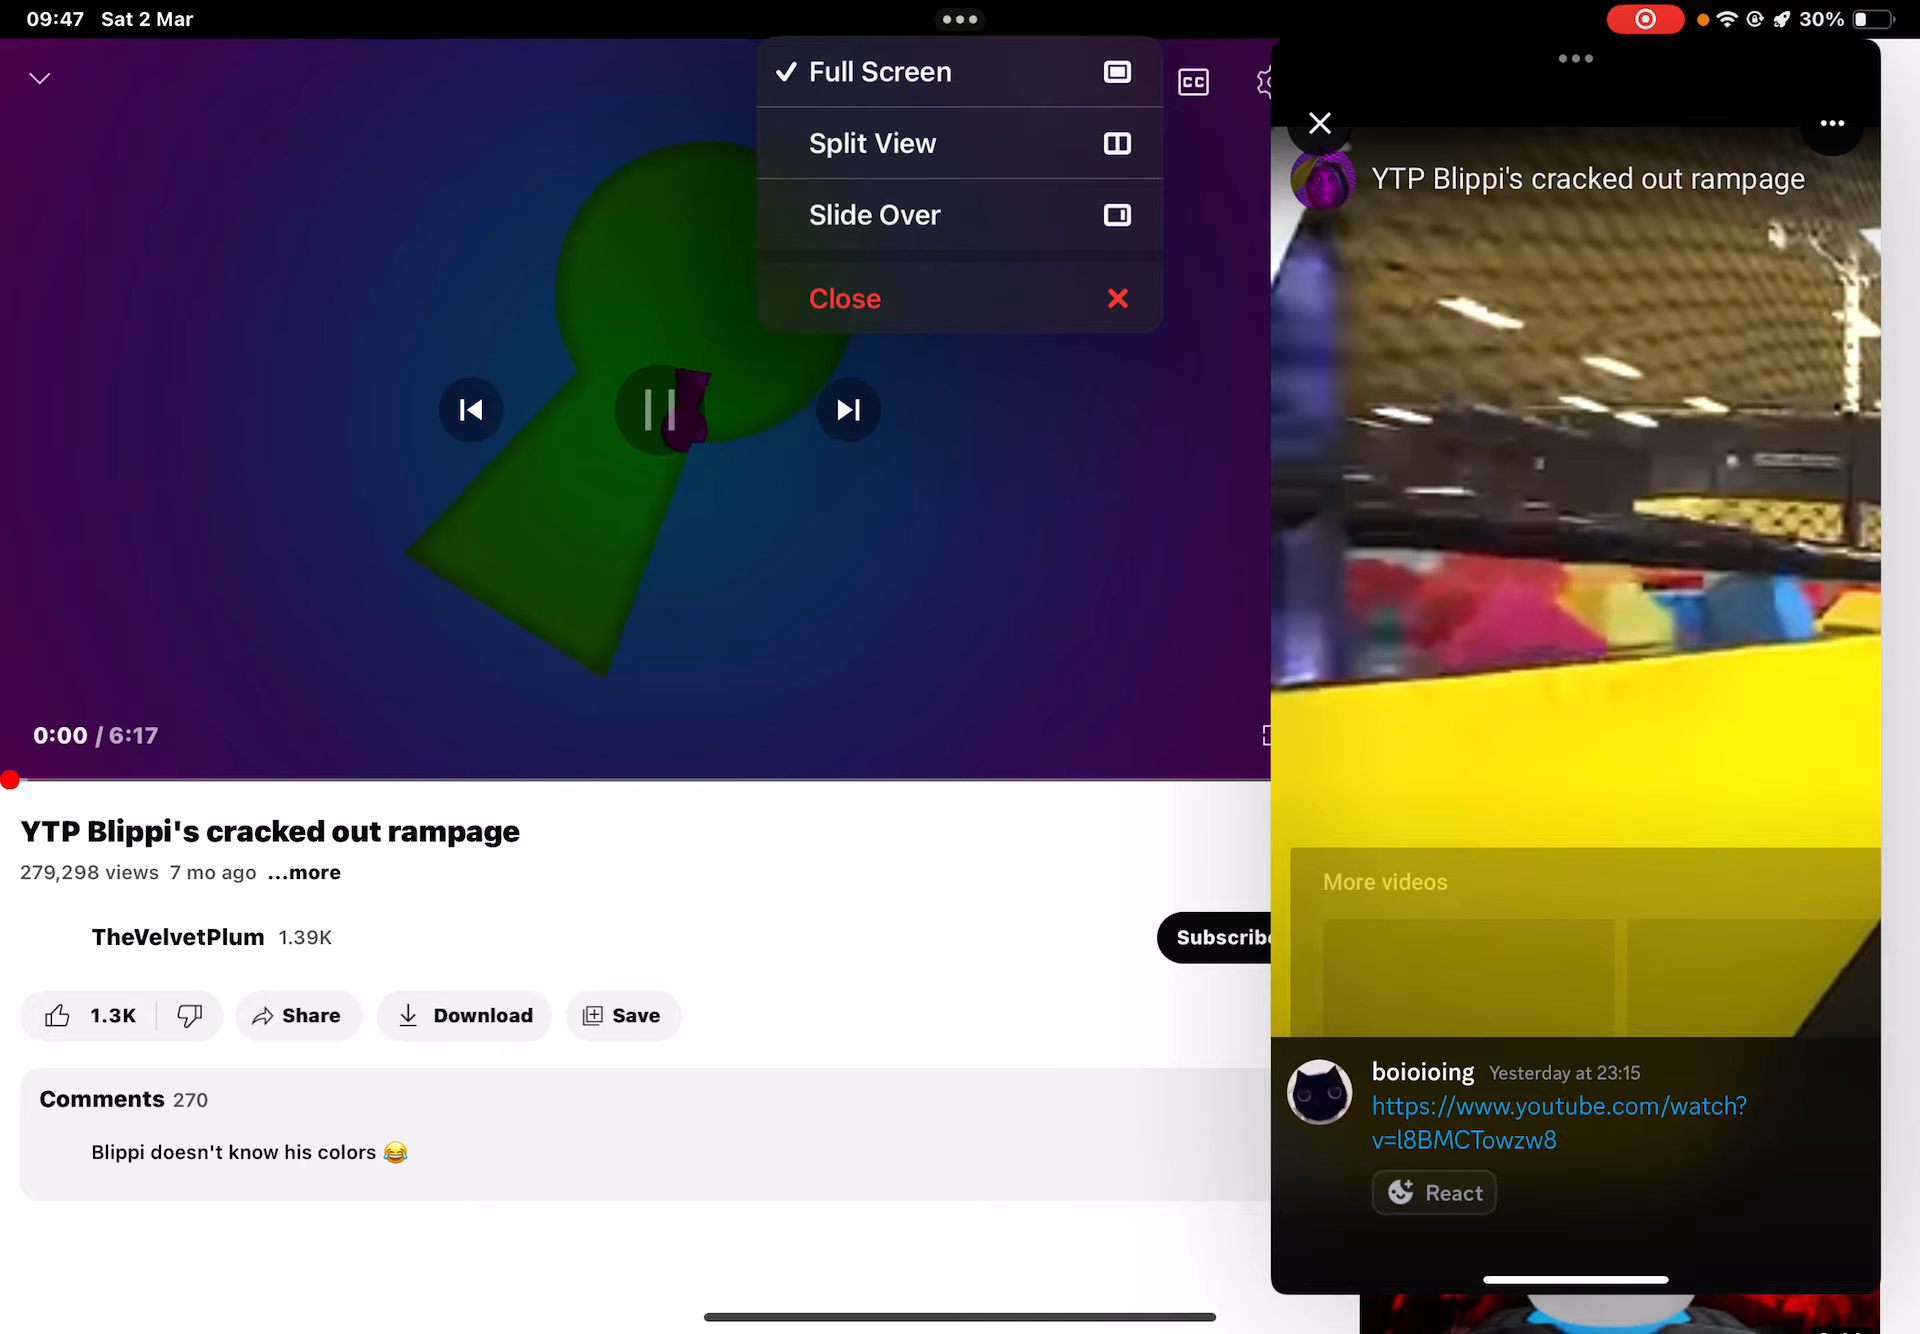 09:47 Sat 2 Mar
30%
Full Screen
Split View
Slide Over
Close
CC
0:00 / 6:17
YTP Blippi's cracked out rampage
279,298 views 7 mo ago ...more
TheVelvetPlum 1.39K
Subscribe
1.3K
Share
Download
Save
Comments 270
Blippi doesn't know his colors 😂
YTP Blippi's cracked out rampage
More videos
boioioing Yesterday at 23:15
https://www.youtube.com/watch?
v=l8BMCTowzw8
React